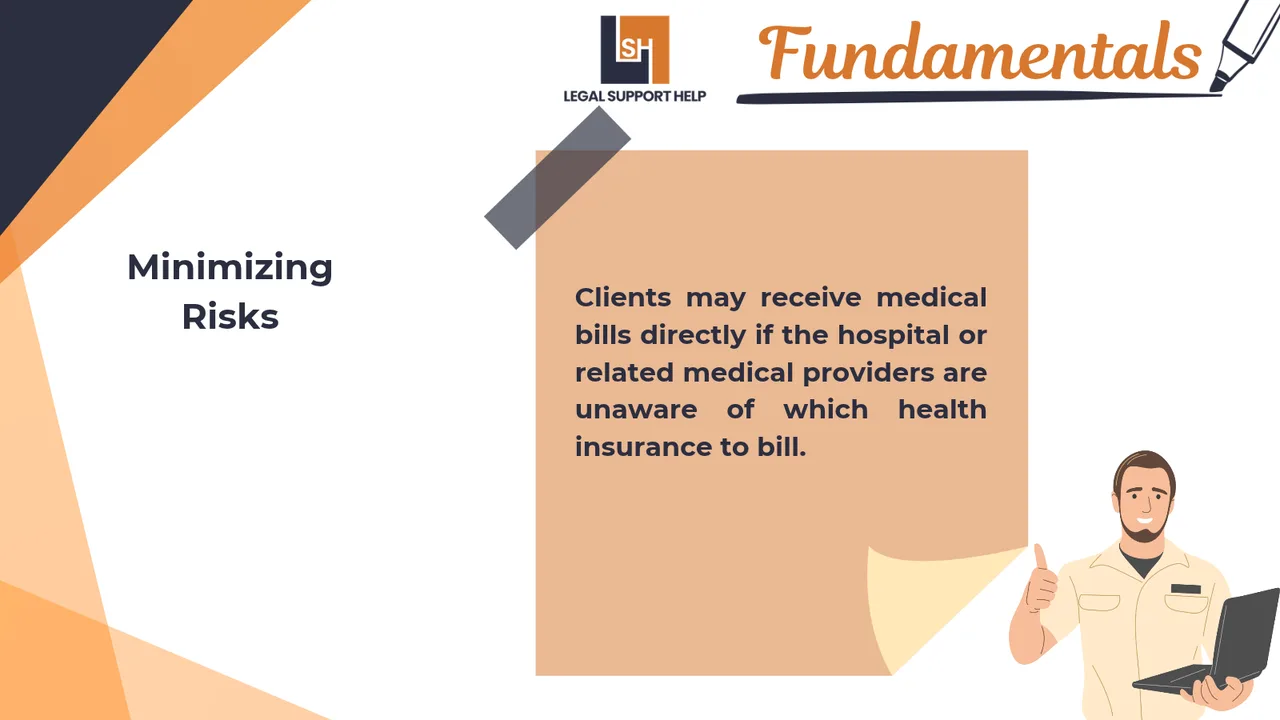 LSH
LEGAL SUPPORT HELP
Fundamentals
Minimizing
Risks
Clients may receive medical
bills directly if the hospital or
related medical providers are
unaware of which health
insurance to bill.